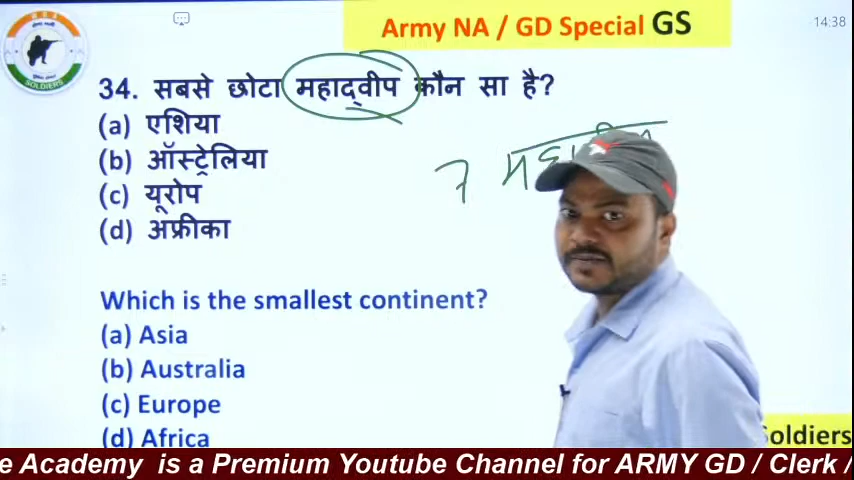 Army NA / GD Special GS
14:38
SOLDIERS
34. सबसे छोटा महाद्वीप कौन सा है?
(a) एशिया
(b) ऑस्ट्रेलिया
(c) यूरोप
(d) अफ्रीका
7
Which is the smallest continent?
(a) Asia
(b) Australia
(c) Europe
(d) Africa
Soldiers
e Academy is a Premium Youtube Channel for ARMY GD / Clerk /